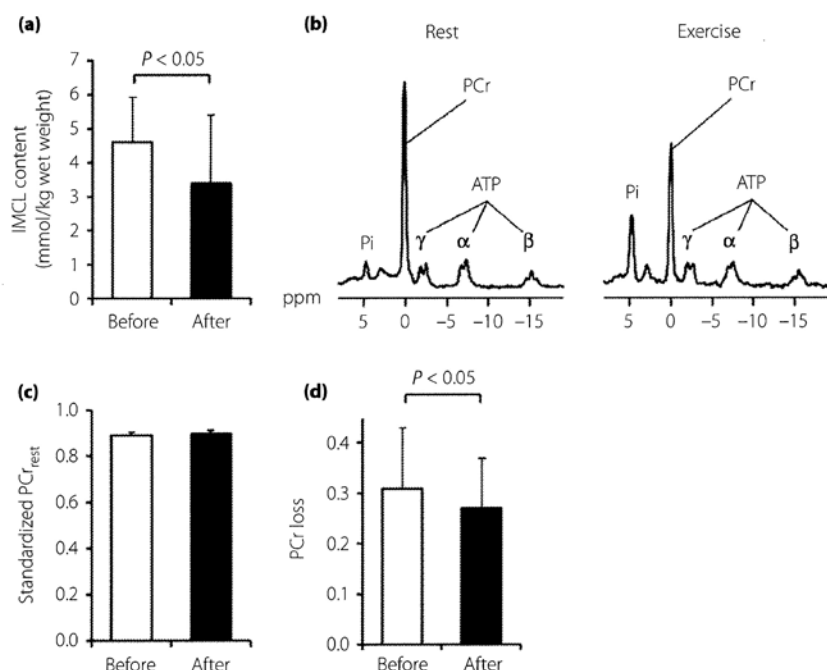 (a)
P < 0.05
IMCL content
(mmol/kg wet weight)
7
6
5
4
3
2
1
0
Before After
(b)
Rest Exercise
PCr PCr
Pi ATP Pi ATP
γ α β γ α β
ppm
5 0 −5 −10 −15 5 0 −5 −10 −15
(c)
Standardized PCrrest
1.0
0.8
0.6
0.4
0.2
0.0
Before After
(d)
P < 0.05
PCr loss
0.4
0.3
0.2
0.1
0.0
Before After